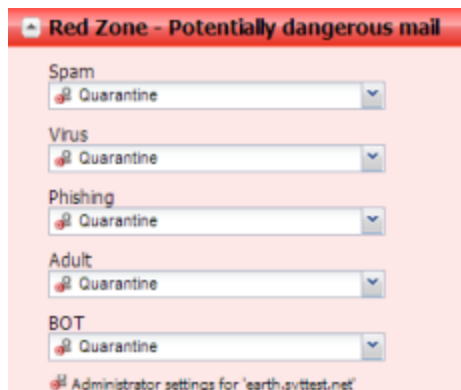 Red Zone - Potentially dangerous mail
Spam
Quarantine
Virus
Quarantine
Phishing
Quarantine
Adult
Quarantine
BOT
Quarantine
Administrator settings for 'earth.syttest.net'